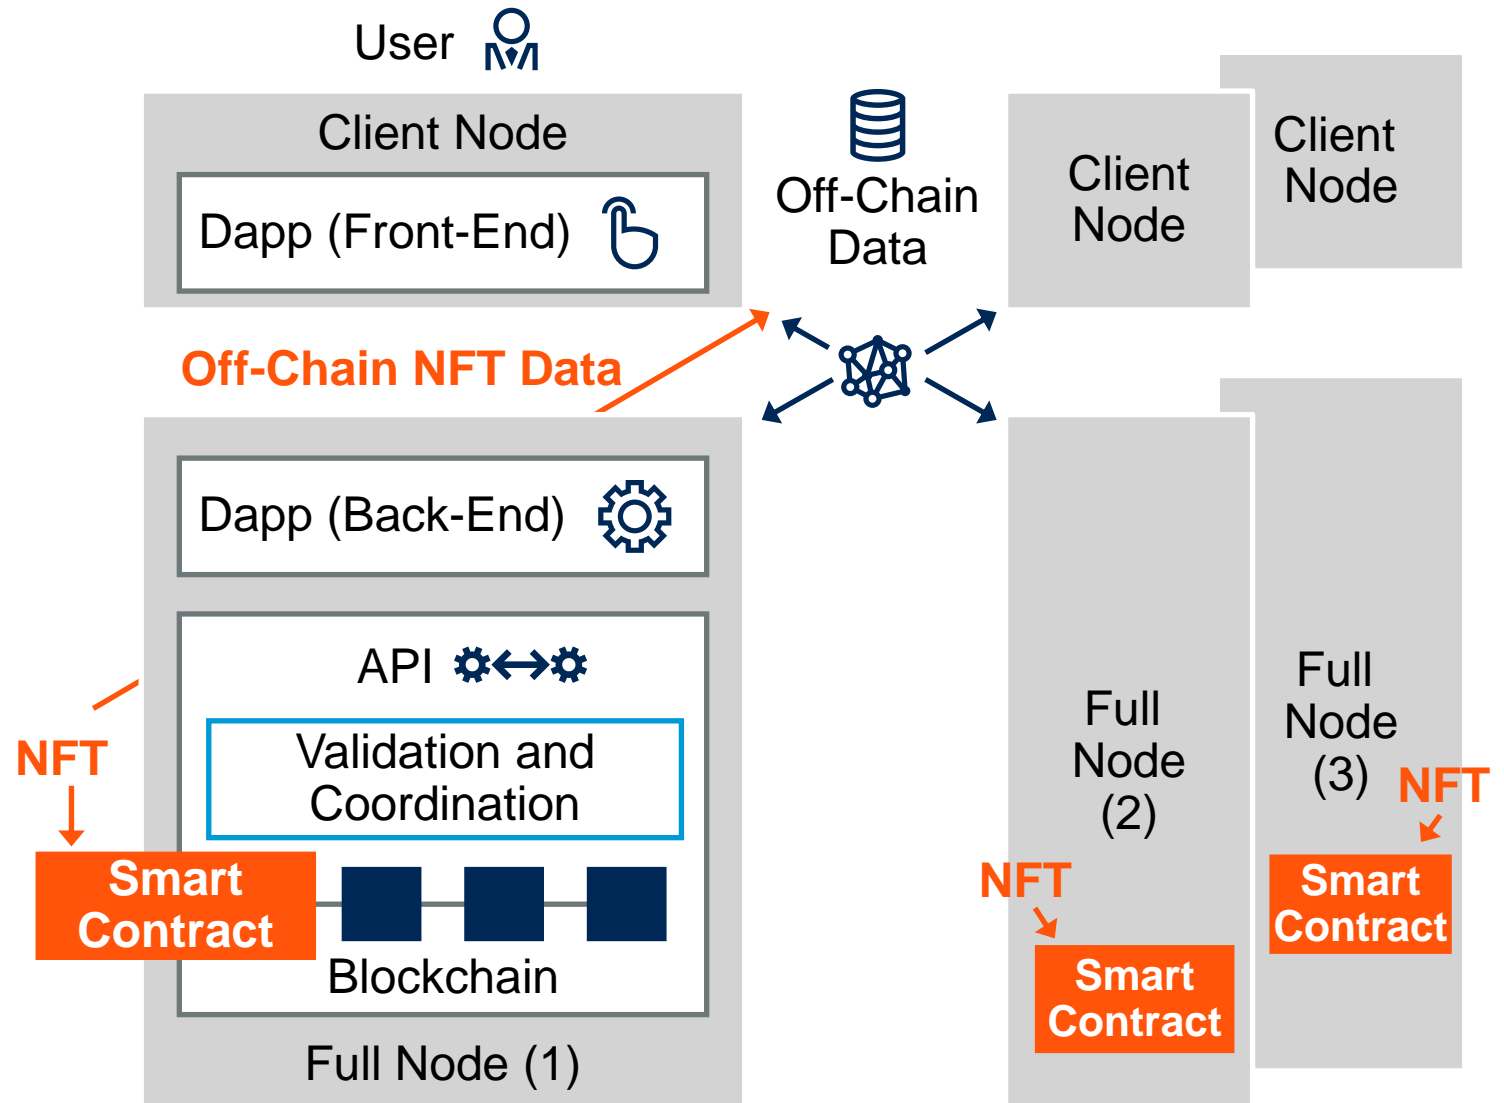 User
Client Node
Dapp (Front-End)
Off-Chain
Data
Client
Node
Client
Node
Off-Chain NFT Data
Dapp (Back-End)
API
Validation and
Coordination
NFT
Smart
Contract
Blockchain
Full Node (1)
Full
Node
(2)
NFT
Smart
Contract
Full
Node
(3)
NFT
Smart
Contract